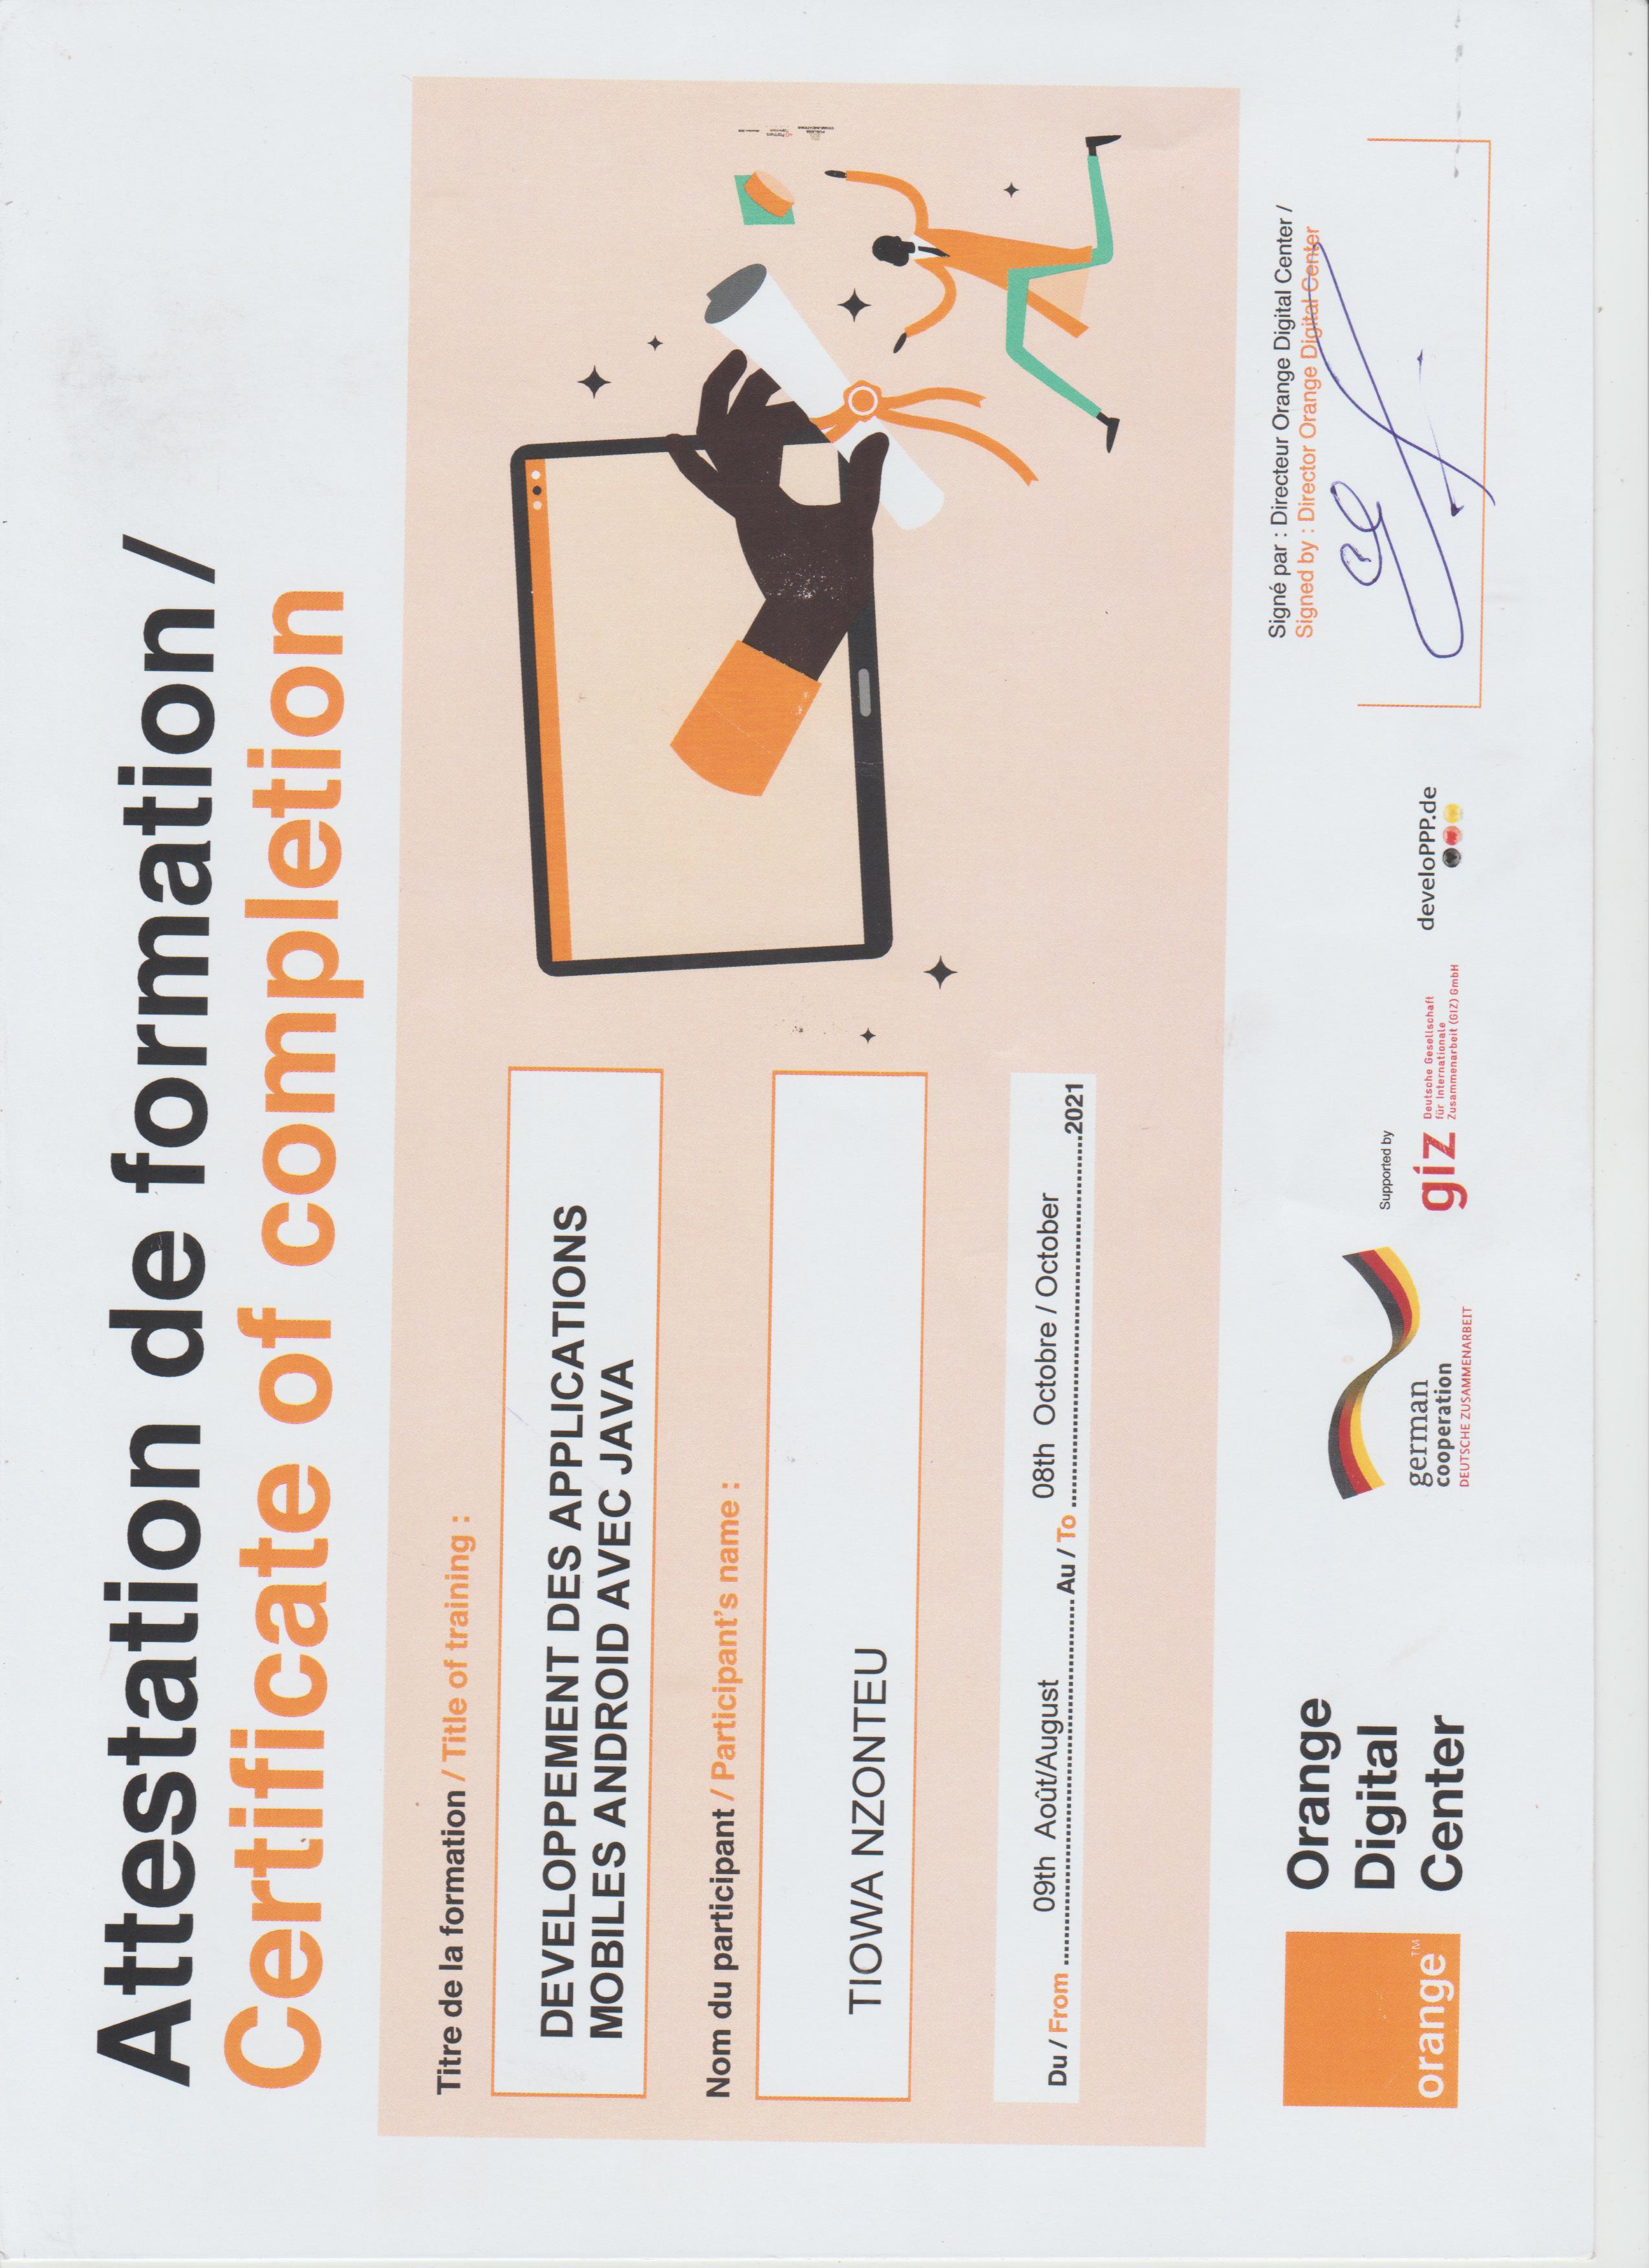 Attestation de formation /
Certificate of completion
Titre de la formation / Title of training :
DEVELOPPEMENT DES APPLICATIONS
MOBILES ANDROID AVEC JAVA
Nom du participant / Participant's name :
TIOWA NZONTEU
Du / From 09th Août/August Au / To 08th Octobre / October 2021
orange™
Orange
Digital
Center
german
cooperation
DEUTSCHE ZUSAMMENARBEIT
Supported by
giz
Deutsche Gesellschaft
für Internationale
Zusammenarbeit (GIZ) GmbH
develoPPP.de
Signé par : Directeur Orange Digital Center /
Signed by : Director Orange Digital Center